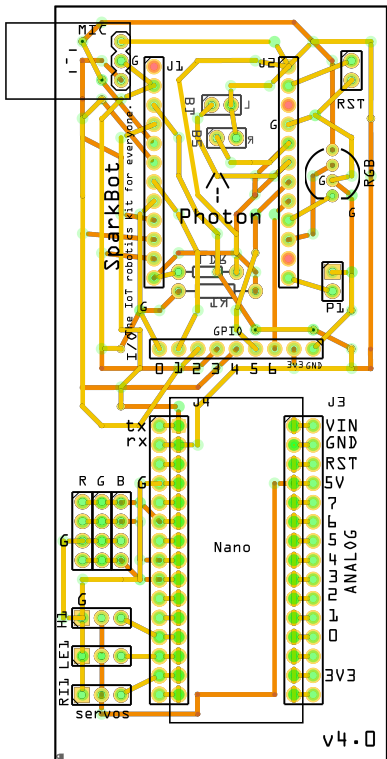 MIC
G
J1
J2
RST
BT
L
BS
R
G
RGB
G
G
SparkBot
The IoT robotics kit for everyone.
Photon
DR
RT
P1
G
I/O
GPIO
0 1 2 3 4 5 6 3V3 GND
J4
J3
tx
rx
VIN
GND
RST
5V
R G B
G
7
6
G
Nano
5
4
3
2
1
0
ANALOG
G
H1
LE1
3V3
RI1
servos
v4.0